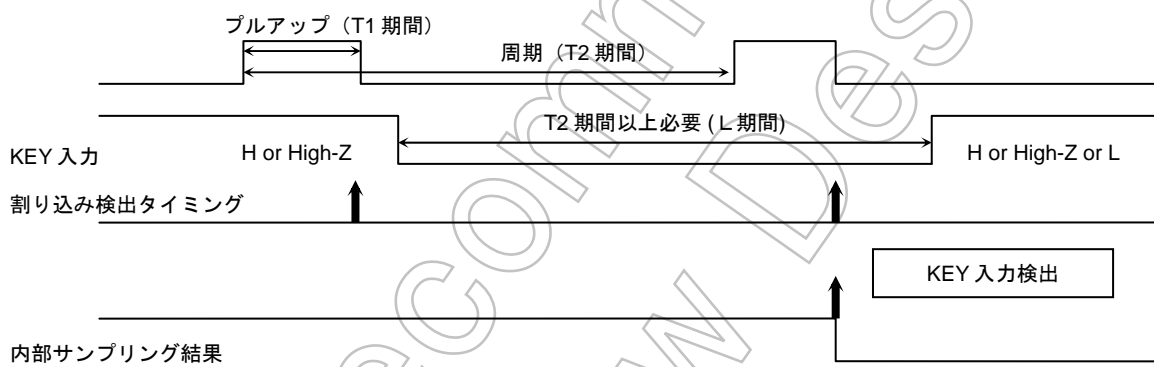 プルアップ（T1 期間）
周期（T2 期間）
T2 期間以上必要 (Ｌ期間)
KEY 入力
H or High-Z
H or High-Z or L
割り込み検出タイミング
KEY 入力検出
内部サンプリング結果